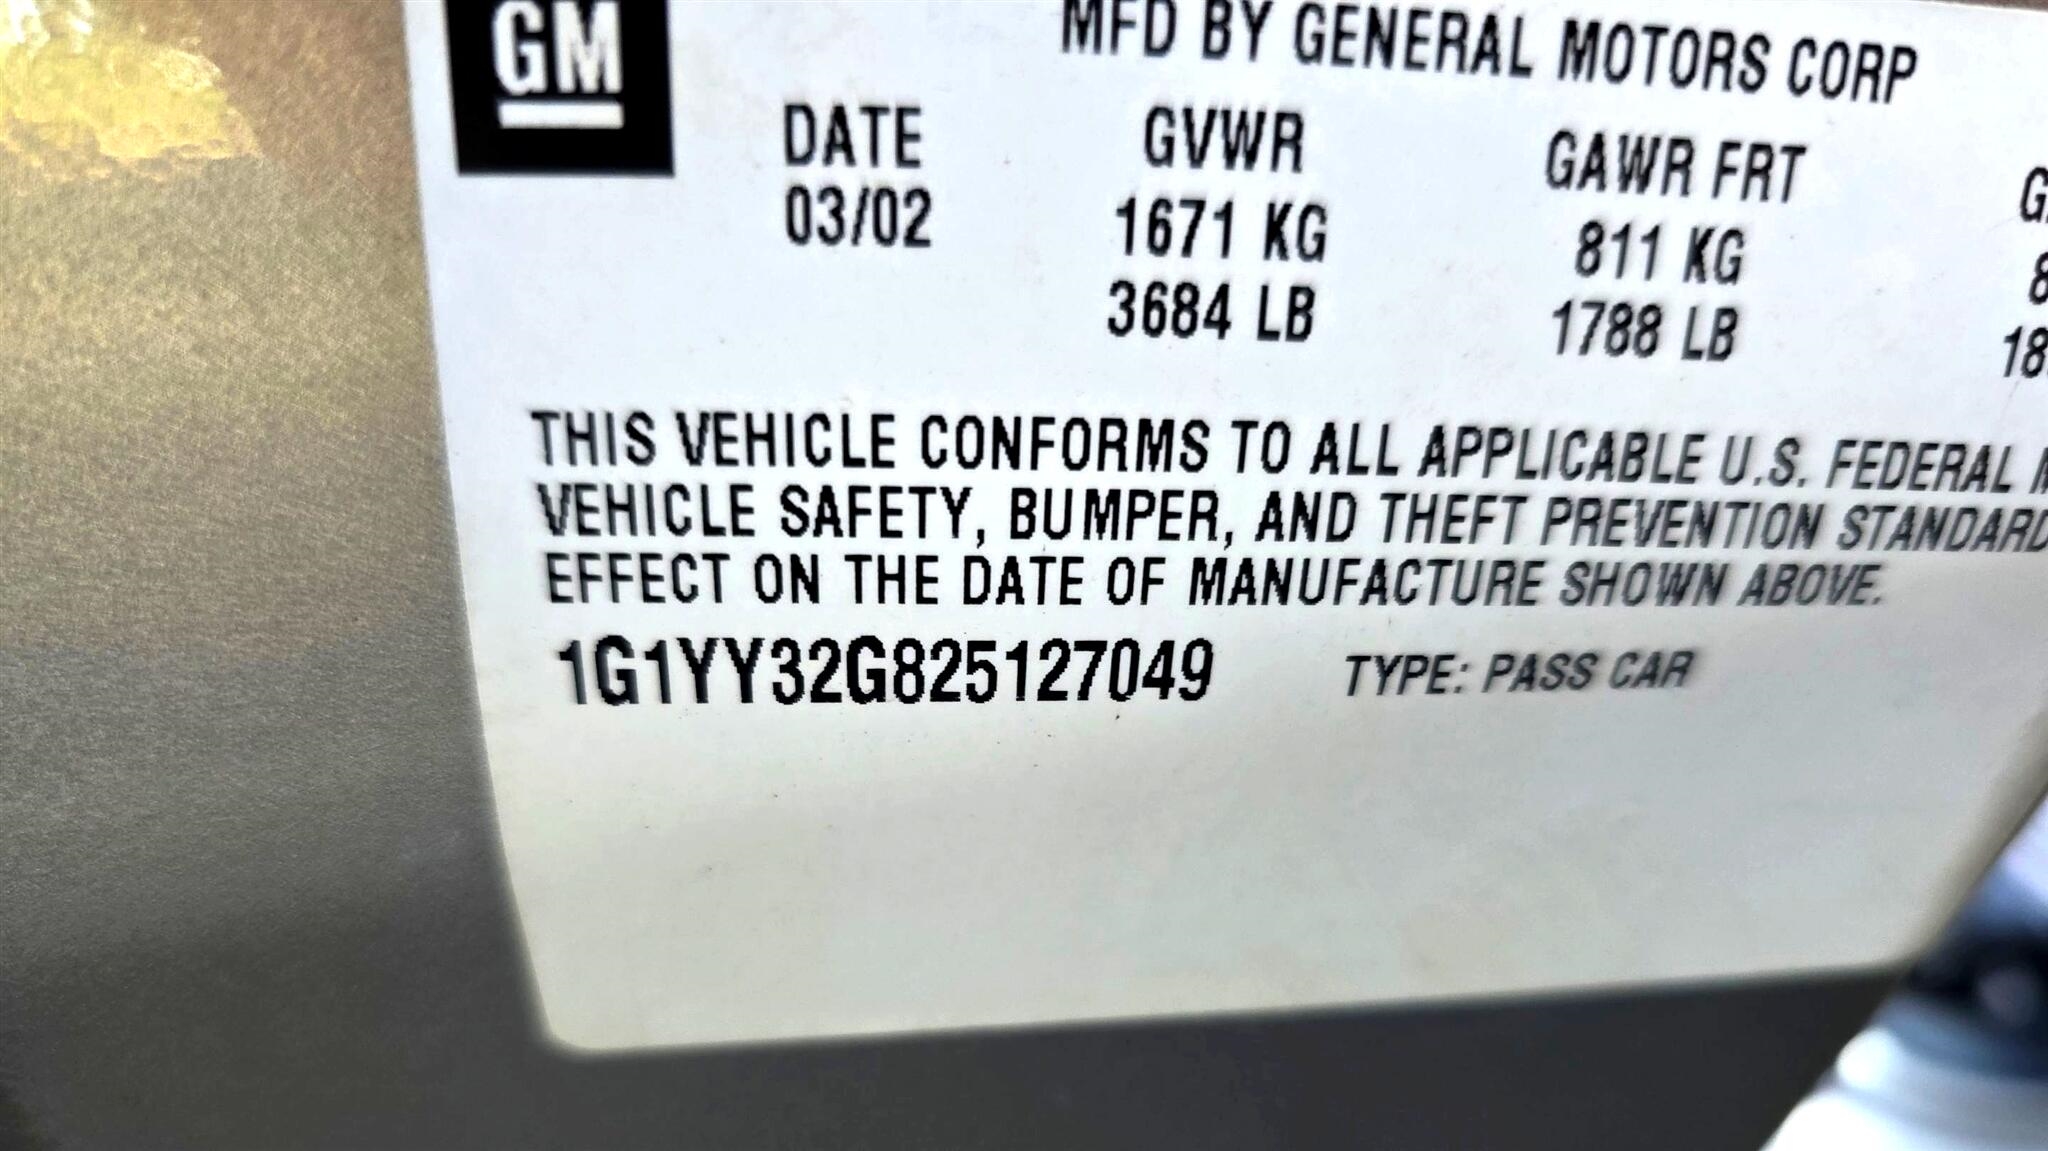 GM
MFD BY GENERAL MOTORS CORP
DATE GVWR GAWR FRT
03/02 1671 KG 811 KG
3684 LB 1788 LB
THIS VEHICLE CONFORMS TO ALL APPLICABLE U.S. FEDERAL
VEHICLE SAFETY, BUMPER, AND THEFT PREVENTION STANDARD
EFFECT ON THE DATE OF MANUFACTURE SHOWN ABOVE.
1G1YY32G825127049 TYPE: PASS CAR